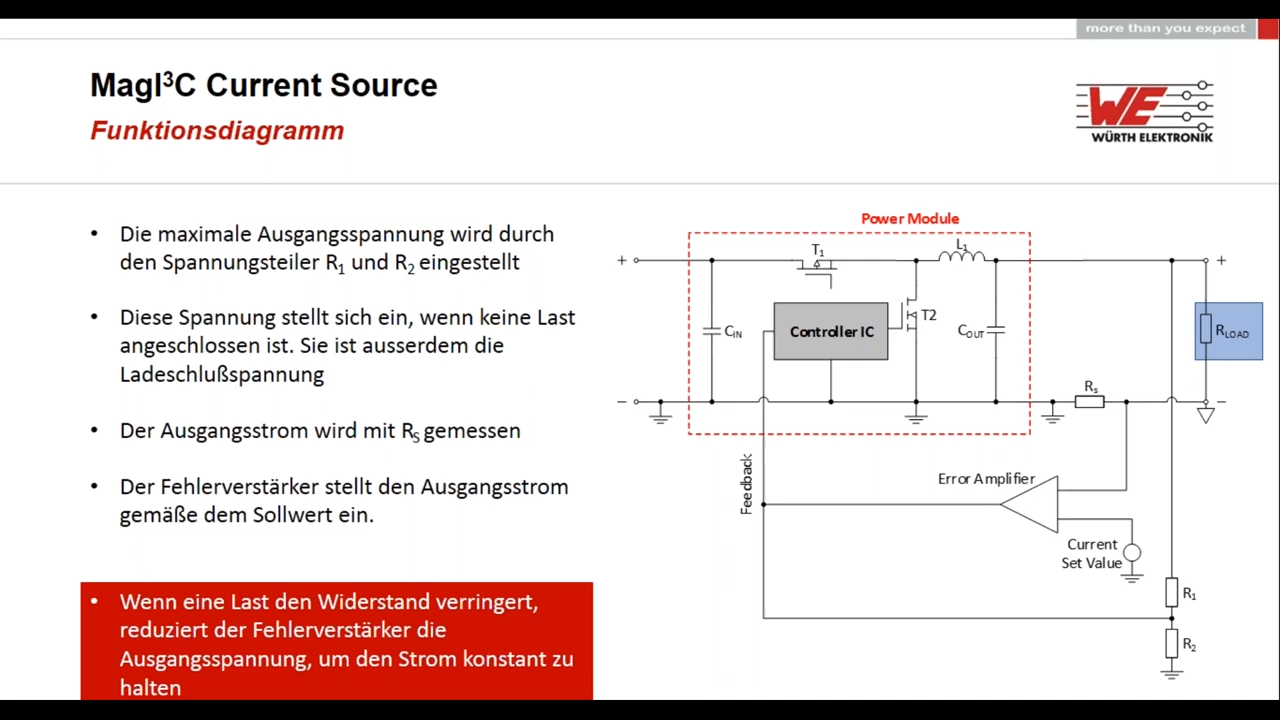 more than you expect
MagI³C Current Source
Funktionsdiagramm
WE
WÜRTH ELEKTRONIK
• Die maximale Ausgangsspannung wird durch
den Spannungsteiler R₁ und R₂ eingestellt
• Diese Spannung stellt sich ein, wenn keine Last
angeschlossen ist. Sie ist ausserdem die
Ladeschlußspannung
• Der Ausgangsstrom wird mit R_S gemessen
• Der Fehlerverstärker stellt den Ausgangsstrom
gemäße dem Sollwert ein.
• Wenn eine Last den Widerstand verringert,
reduziert der Fehlerverstärker die
Ausgangsspannung, um den Strom konstant zu
halten
Power Module
+
T₁
L₁
+
C_IN
Controller IC
T2
C_OUT
R_LOAD
−
R_s
−
Feedback
Error Amplifier
Current
Set Value
R₁
R₂